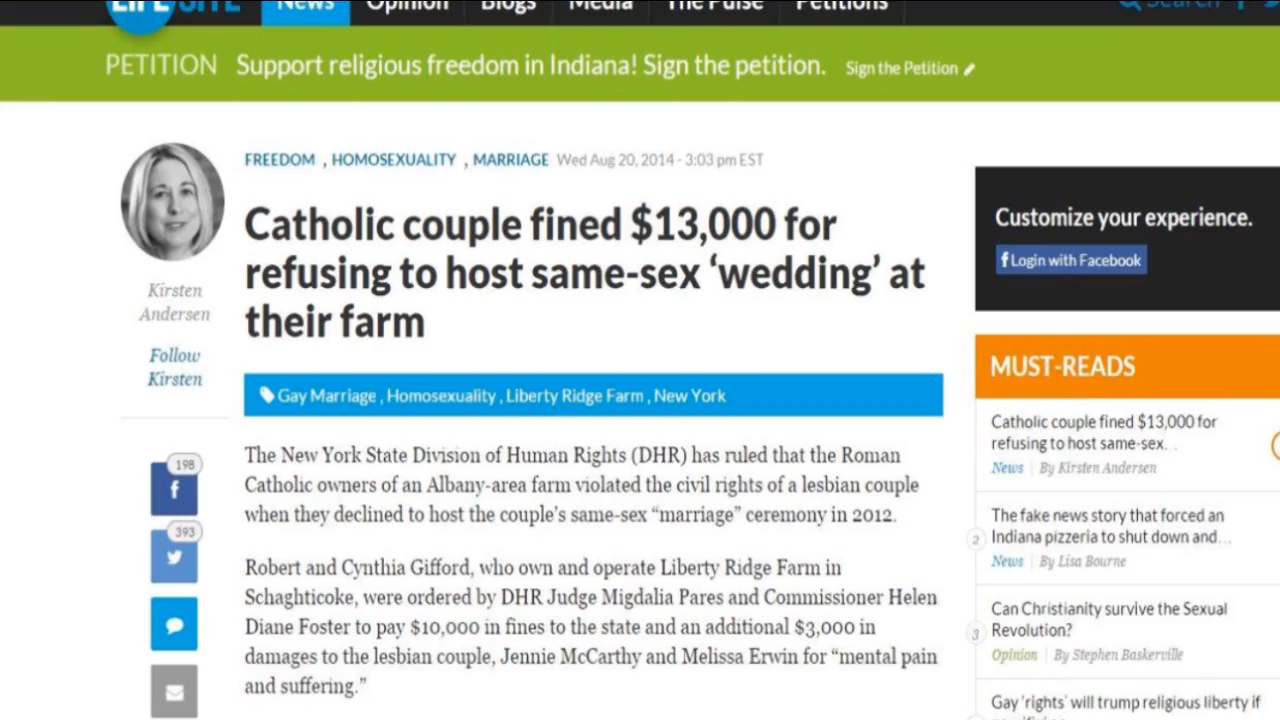 LIFE SITE
News Opinion Blogs Media The Pulse Petitions Search
PETITION Support religious freedom in Indiana! Sign the petition. Sign the Petition
FREEDOM , HOMOSEXUALITY , MARRIAGE Wed Aug 20, 2014 - 3:03 pm EST
Catholic couple fined $13,000 for
refusing to host same-sex ‘wedding’ at
their farm
Kirsten
Andersen
Follow
Kirsten
Gay Marriage , Homosexuality , Liberty Ridge Farm , New York
198
393
The New York State Division of Human Rights (DHR) has ruled that the Roman
Catholic owners of an Albany-area farm violated the civil rights of a lesbian couple
when they declined to host the couple’s same-sex “marriage” ceremony in 2012.
Robert and Cynthia Gifford, who own and operate Liberty Ridge Farm in
Schaghticoke, were ordered by DHR Judge Migdalia Pares and Commissioner Helen
Diane Foster to pay $10,000 in fines to the state and an additional $3,000 in
damages to the lesbian couple, Jennie McCarthy and Melissa Erwin for “mental pain
and suffering.”
Customize your experience.
Login with Facebook
MUST-READS
Catholic couple fined $13,000 for
refusing to host same-sex. .
News | By Kirsten Andersen
The fake news story that forced an
2 Indiana pizzeria to shut down and...
News | By Lisa Bourne
Can Christianity survive the Sexual
3 Revolution?
Opinion | By Stephen Baskerville
Gay ‘rights’ will trump religious liberty if